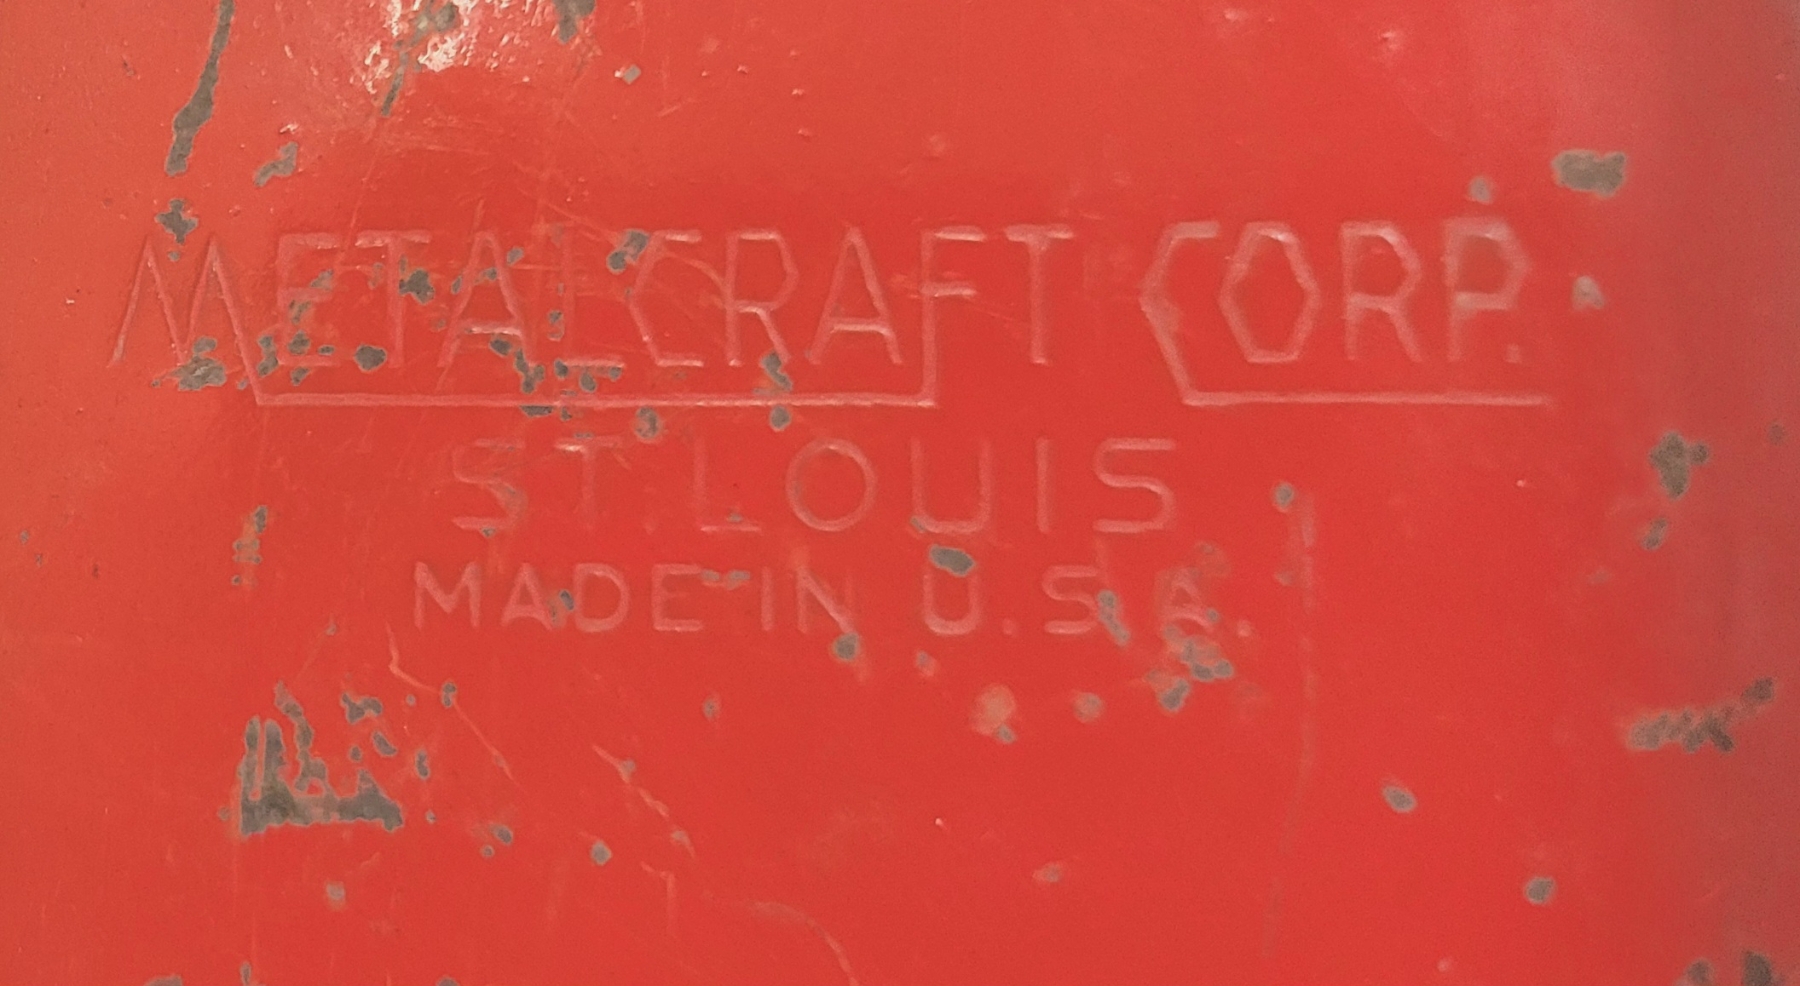 METALCRAFT CORP.
ST. LOUIS
MADE IN U.S.A.